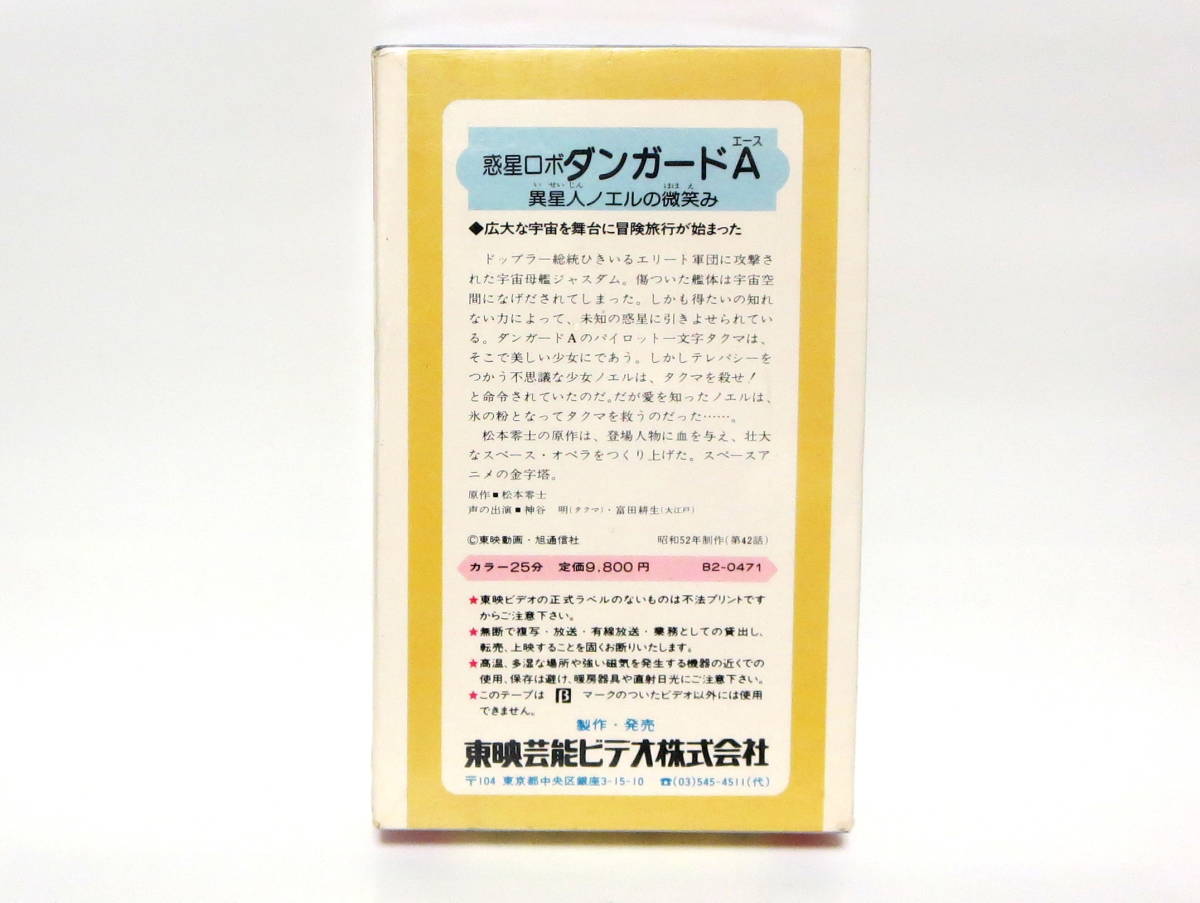 エース
惑星ロボ ダンガードA
いせいじん ほほえ
異星人ノエルの微笑み
◆広大な宇宙を舞台に冒険旅行が始まった
ドップラー総統ひきいるエリート軍団に攻撃さ
れた宇宙母艦ジャスダム。傷ついた艦体は宇宙空
間になげだされてしまった。しかも得たいの知れ
ない力によって、未知の惑星に引きよせられてい
る。ダンガードAのパイロット一文字タクマは、
そこで美しい少女にであう。しかしテレパシーを
つかう不思議な少女ノエルは、タクマを殺せ!
と命令されていたのだ。だが愛を知ったノエルは、
氷の粉となってタクマを救うのだった……。
松本零士の原作は、登場人物に血を与え、壮大
なスペース・オペラをつくり上げた。スペースア
ニメの金字塔。
原作■松本零士
声の出演■神谷 明(タクマ)・富田耕生(大江戸)
©東映動画・旭通信社 昭和52年制作(第42話)
カラー25分 定価9,800円 B2-0471
★東映ビデオの正式ラベルのないものは不法プリントです
からご注意下さい。
★無断で複写・放送・有線放送・業務としての貸出し、
転売、上映することを固くお断りいたします。
★高温、多湿な場所や強い磁気を発生する機器の近くでの
使用、保存は避け、暖房器具や直射日光にご注意下さい。
★このテープは β マークのついたビデオ以外には使用
できません。
製作・発売
東映芸能ビデオ株式会社
〒104 東京都中央区銀座3-15-10 ☎(03)545-4511(代)